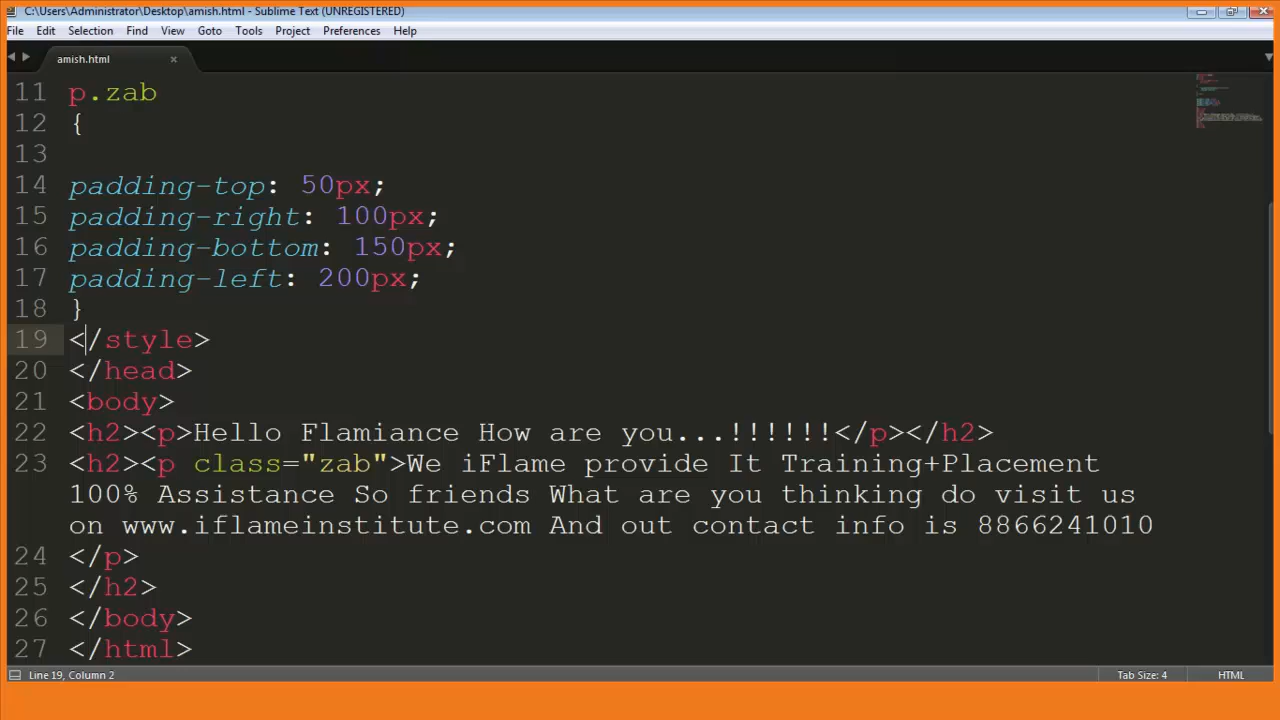 C:\Users\Administrator\Desktop\amish.html - Sublime Text (UNREGISTERED)
File Edit Selection Find View Goto Tools Project Preferences Help
amish.html
11 p.zab
12 {
13
14 padding-top: 50px;
15 padding-right: 100px;
16 padding-bottom: 150px;
17 padding-left: 200px;
18 }
19 </style>
20 </head>
21 <body>
22 <h2><p>Hello Flamiance How are you...!!!!!!</p></h2>
23 <h2><p class="zab">We iFlame provide It Training+Placement
100% Assistance So friends What are you thinking do visit us
on www.iflameinstitute.com And out contact info is 8866241010
24 </p>
25 </h2>
26 </body>
27 </html>
Line 19, Column 2 Tab Size: 4 HTML